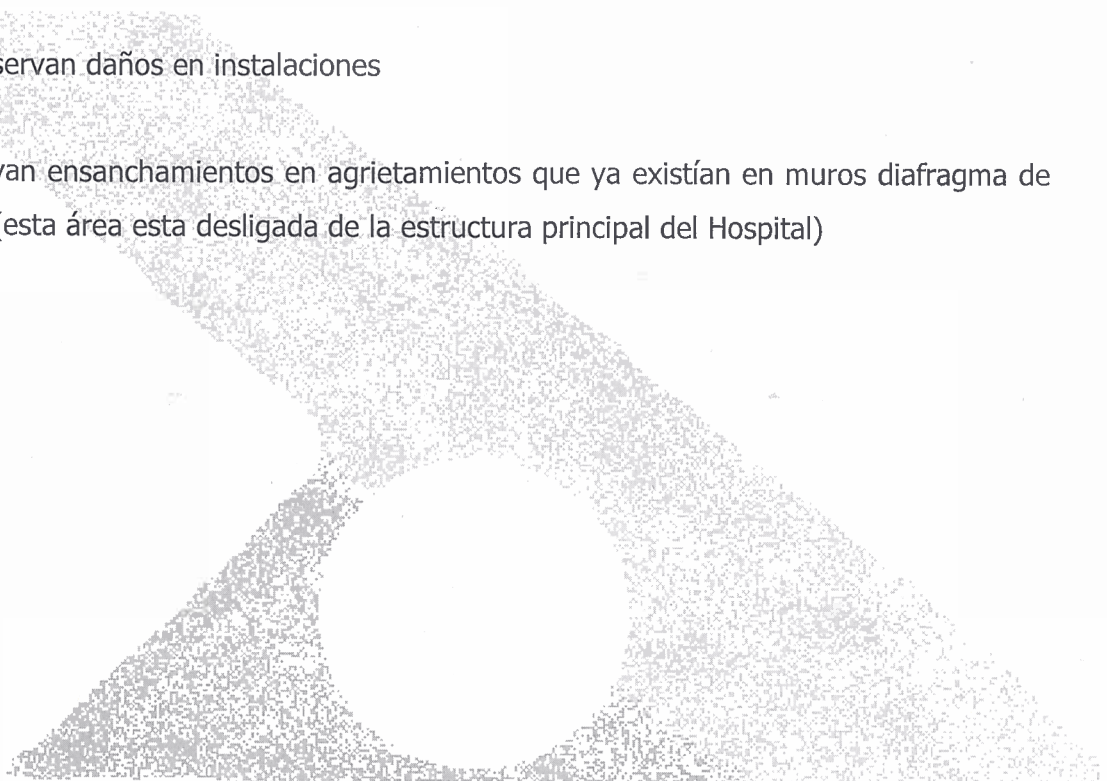 servan daños en instalaciones
van ensanchamientos en agrietamientos que ya existían en muros diafragma de
(esta área esta desligada de la estructura principal del Hospital)